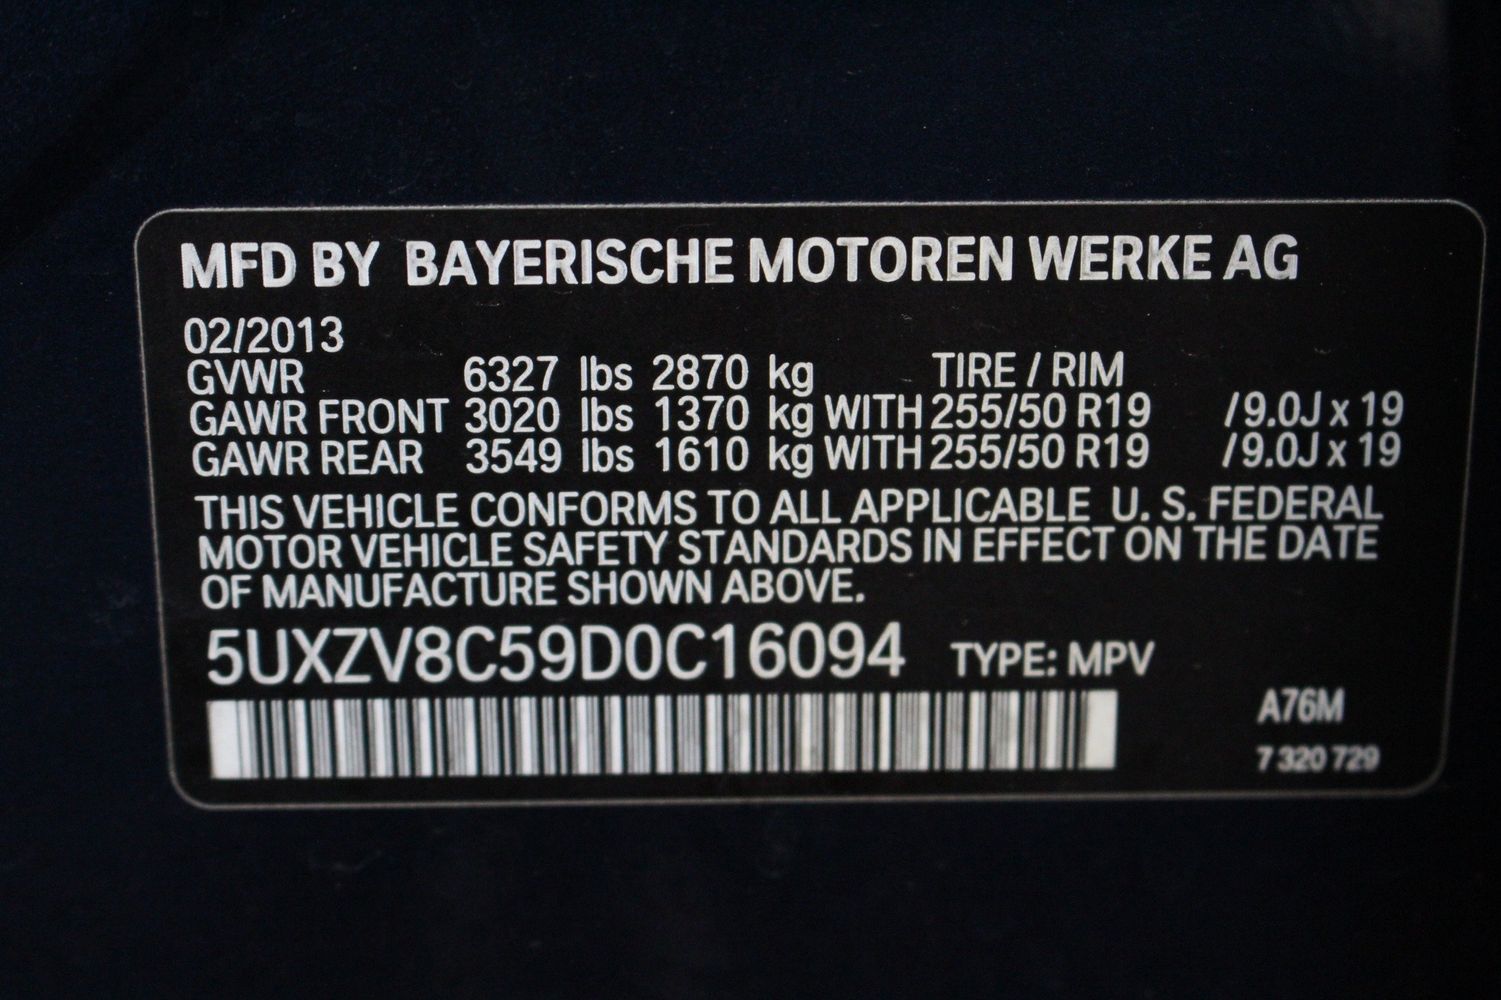 MFD BY BAYERISCHE MOTOREN WERKE AG
02/2013
GVWR 6327 lbs 2870 kg TIRE / RIM
GAWR FRONT 3020 lbs 1370 kg WITH 255/50 R19 /9.0J x 19
GAWR REAR 3549 lbs 1610 kg WITH 255/50 R19 /9.0J x 19
THIS VEHICLE CONFORMS TO ALL APPLICABLE U. S. FEDERAL
MOTOR VEHICLE SAFETY STANDARDS IN EFFECT ON THE DATE
OF MANUFACTURE SHOWN ABOVE.
5UXZV8C59D0C16094 TYPE: MPV
A76M
7 320 729